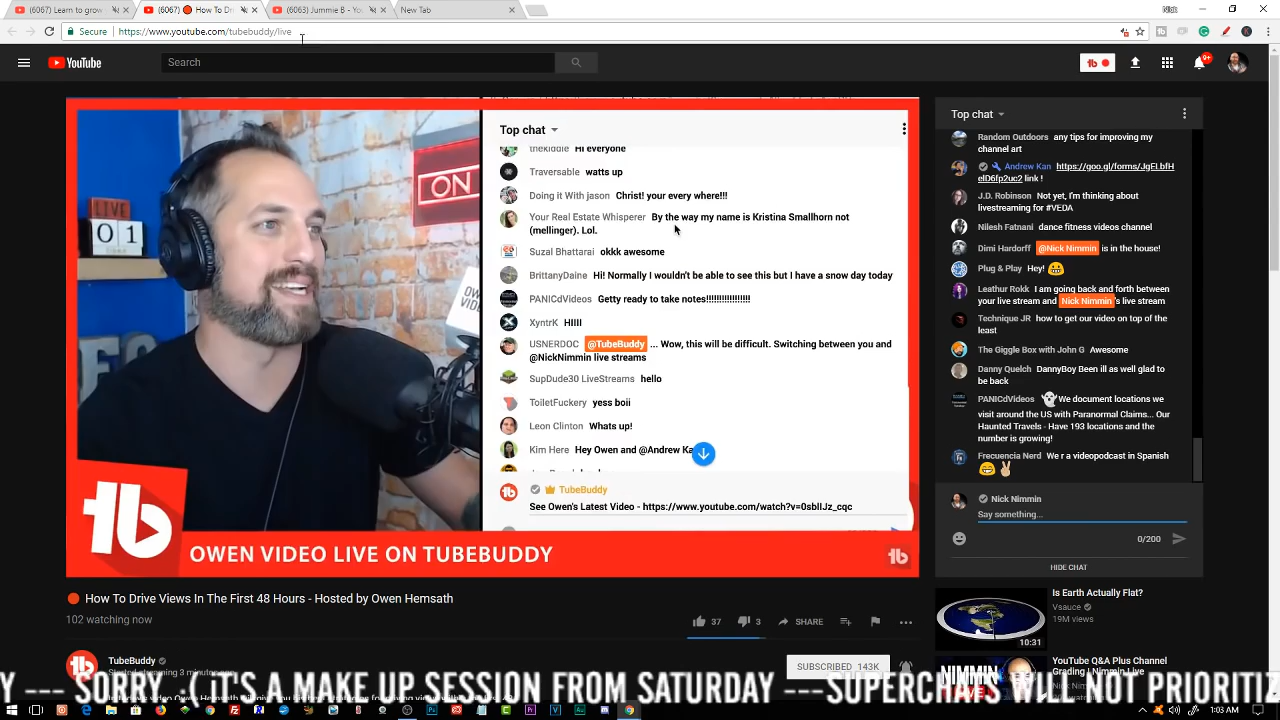 (6067) Learn to grow
(6067) How To Dr
(6063) Jummie B - Yo
New Tab
Nick
Secure
https://www.youtube.com/tubebuddy/live
YouTube
Search
9+
LIVE
01
ON
Top chat
thekiddie Hi everyone
Traversable watts up
Doing it With jason Christ! your every where!!!
Your Real Estate Whisperer By the way my name is Kristina Smallhorn not
(mellinger). Lol.
Suzal Bhattarai okkk awesome
BrittanyDaine Hi! Normally I wouldn't be able to see this but I have a snow day today
PANICdVideos Getty ready to take notes!!!!!!!!!!!!!!!!!
XyntrK HIIII
USNERDOC @TubeBuddy ... Wow, this will be difficult. Switching between you and
@NickNimmin live streams
SupDude30 LiveStreams hello
ToiletFuckery yess boii
Leon Clinton Whats up!
Kim Here Hey Owen and @Andrew Ka
TubeBuddy
See Owen's Latest Video - https://www.youtube.com/watch?v=0sblIJz_cqc
OWEN VIDEO LIVE ON TUBEBUDDY
How To Drive Views In The First 48 Hours - Hosted by Owen Hemsath
102 watching now
37
3
SHARE
TubeBuddy
Started streaming 3 minutes ago
SUBSCRIBED 143K
Top chat
Random Outdoors any tips for improving my
channel art
Andrew Kan https://goo.gl/forms/JgELbfH
elD6fp2uc2 link !
J.D. Robinson Not yet, I'm thinking about
livestreaming for #VEDA
Nilesh Fatnani dance fitness videos channel
Dimi Hardorff @Nick Nimmin is in the house!
Plug & Play Hey!
Leathur Rokk I am going back and forth between
your live stream and Nick Nimmin's live stream
Technique JR how to get our video on top of the
least
The Giggle Box with John G Awesome
Danny Quelch DannyBoy Been ill as well glad to
be back
PANICdVideos We document locations we
visit around the US with Paranormal Claims... Our
Haunted Travels - Have 193 locations and the
number is growing!
Frecuencia Nerd We r a videopodcast in Spanish
Nick Nimmin
Say something...
0/200
HIDE CHAT
Is Earth Actually Flat?
Vsauce
19M views
10:31
YouTube Q&A Plus Channel
Grading | Nimmin Live
NIMMIN
1:03 AM